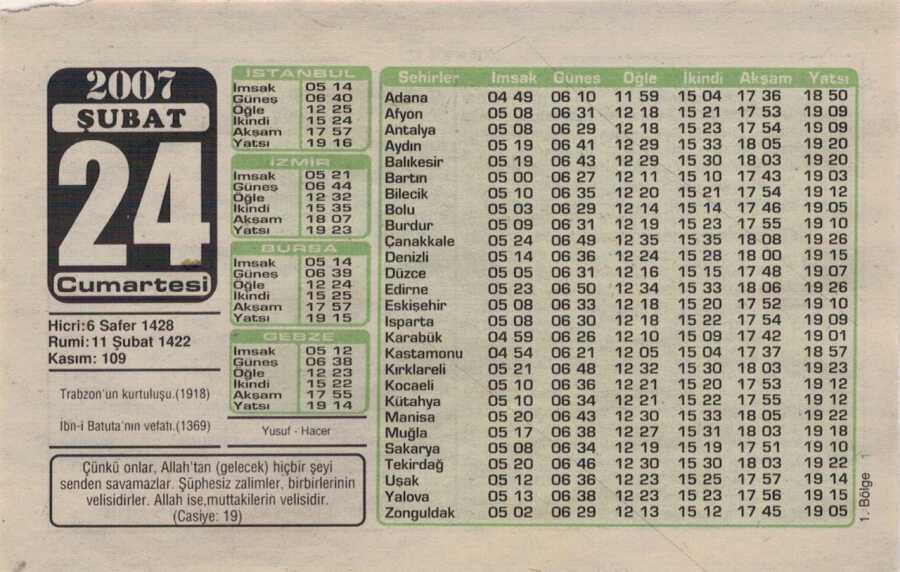 2007
ŞUBAT
24
Cumartesi
Hicri:6 Safer 1428
Rumi:11 Şubat 1422
Kasım: 109
Trabzon'un kurtuluşu.(1918)
Ibn-i Batuta'nın vefatı.(1369)
İSTANBUL
İmsak 05 14
Güneş 06 40
Öğle 12 25
İkindi 15 24
Akşam 17 57
Yatsı 19 16
İZMİR
İmsak 05 21
Güneş 06 44
Öğle 12 32
İkindi 15 35
Akşam 18 07
Yatsı 19 23
BURSA
İmsak 05 14
Güneş 06 39
Öğle 12 24
İkindi 15 25
Akşam 17 57
Yatsı 19 15
GEBZE
İmsak 05 12
Güneş 06 38
Öğle 12 23
İkindi 15 22
Akşam 17 55
Yatsı 19 14
Yusuf - Hacer
Çünkü onlar, Allah'tan (gelecek) hiçbir şeyi
senden savamazlar. Şüphesiz zalimler, birbirlerinin
velisidirler. Allah ise,muttakilerin velisidir.
(Casiye: 19)
Şehirler İmsak Güneş Öğle İkindi Akşam Yatsı
Adana 04 49 06 10 11 59 15 04 17 36 18 50
Afyon 05 08 06 31 12 18 15 21 17 53 19 09
Antalya 05 08 06 29 12 18 15 23 17 54 19 09
Aydın 05 19 06 41 12 29 15 33 18 05 19 20
Balıkesir 05 19 06 43 12 29 15 30 18 03 19 20
Bartın 05 00 06 27 12 11 15 10 17 43 19 03
Bilecik 05 10 06 35 12 20 15 21 17 54 19 12
Bolu 05 03 06 29 12 14 15 14 17 46 19 05
Burdur 05 09 06 31 12 19 15 23 17 55 19 10
Çanakkale 05 24 06 49 12 35 15 35 18 08 19 26
Denizli 05 14 06 36 12 24 15 28 18 00 19 15
Düzce 05 05 06 31 12 16 15 15 17 48 19 07
Edirne 05 23 06 50 12 34 15 33 18 06 19 26
Eskişehir 05 08 06 33 12 18 15 20 17 52 19 10
Isparta 05 08 06 30 12 18 15 22 17 54 19 09
Karabük 04 59 06 26 12 10 15 09 17 42 19 01
Kastamonu 04 54 06 21 12 05 15 04 17 37 18 57
Kırklareli 05 21 06 48 12 32 15 30 18 03 19 23
Kocaeli 05 10 06 36 12 21 15 20 17 53 19 12
Kütahya 05 10 06 34 12 21 15 22 17 55 19 12
Manisa 05 20 06 43 12 30 15 33 18 05 19 22
Muğla 05 17 06 38 12 27 15 31 18 03 19 18
Sakarya 05 08 06 34 12 19 15 19 17 51 19 10
Tekirdağ 05 20 06 46 12 30 15 30 18 03 19 22
Uşak 05 12 06 36 12 23 15 25 17 57 19 14
Yalova 05 13 06 38 12 23 15 23 17 56 19 15
Zonguldak 05 02 06 29 12 13 15 12 17 45 19 05
1. Bölge 1